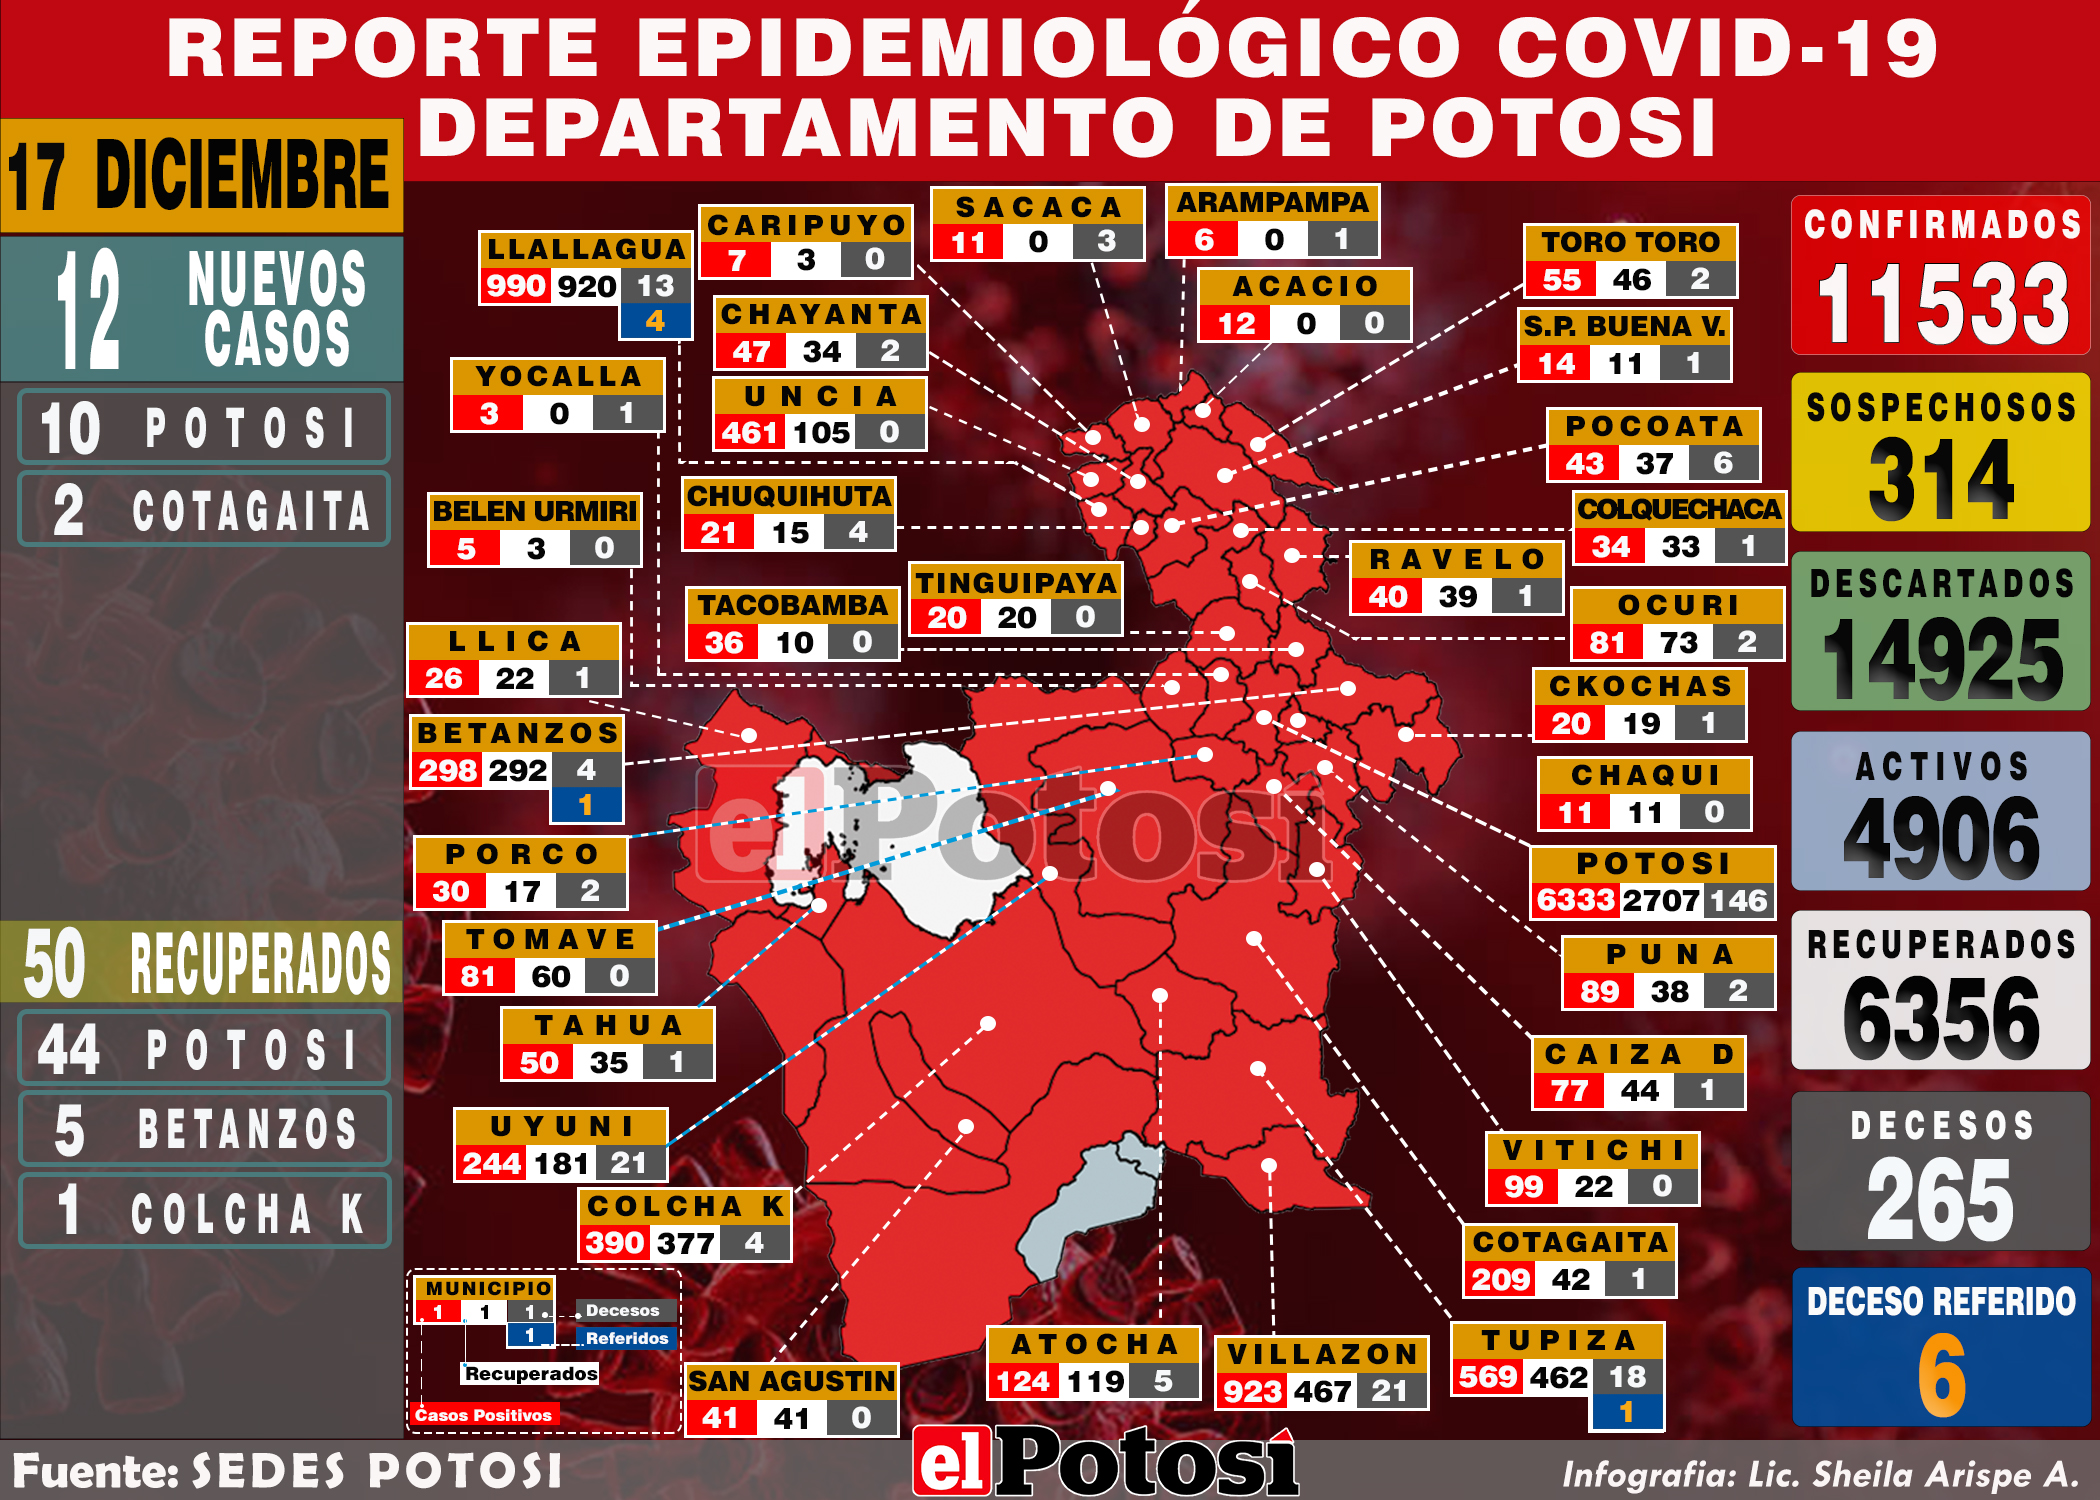 REPORTE EPIDEMIOLÓGICO COVID-19
DEPARTAMENTO DE POTOSI
17 DICIEMBRE
12 NUEVOS
CASOS
10 POTOSI
2 COTAGAITA
50 RECUPERADOS
44 POTOSI
5 BETANZOS
1 COLCHA K
LLALLAGUA
990 920 13
4
CARIPUYO
7 3 0
SACACA
11 0 3
ARAMPAMPA
6 0 1
ACACIO
12 0 0
TORO TORO
55 46 2
CHAYANTA
47 34 2
S.P. BUENA V.
14 11 1
YOCALLA
3 0 1
UNCIA
461 105 0
POCOATA
43 37 6
BELEN URMIRI
5 3 0
CHUQUIHUTA
21 15 4
COLQUECHACA
34 33 1
RAVELO
40 39 1
TINGUIPAYA
20 20 0
TACOBAMBA
36 10 0
OCURI
81 73 2
LLICA
26 22 1
CKOCHAS
20 19 1
BETANZOS
298 292 4
1
CHAQUI
11 11 0
PORCO
30 17 2
POTOSI
6333 2707 146
TOMAVE
81 60 0
PUNA
89 38 2
TAHUA
50 35 1
CAIZA D
77 44 1
UYUNI
244 181 21
VITICHI
99 22 0
COLCHA K
390 377 4
COTAGAITA
209 42 1
SAN AGUSTIN
41 41 0
ATOCHA
124 119 5
VILLAZON
923 467 21
TUPIZA
569 462 18
1
el Potosí
MUNICIPIO
1 1 1 Decesos
1 Referidos
Recuperados
Casos Positivos
CONFIRMADOS
11533
SOSPECHOSOS
314
DESCARTADOS
14925
ACTIVOS
4906
RECUPERADOS
6356
DECESOS
265
DECESO REFERIDO
6
Fuente: SEDES POTOSI
el Potosí
Infografia: Lic. Sheila Arispe A.